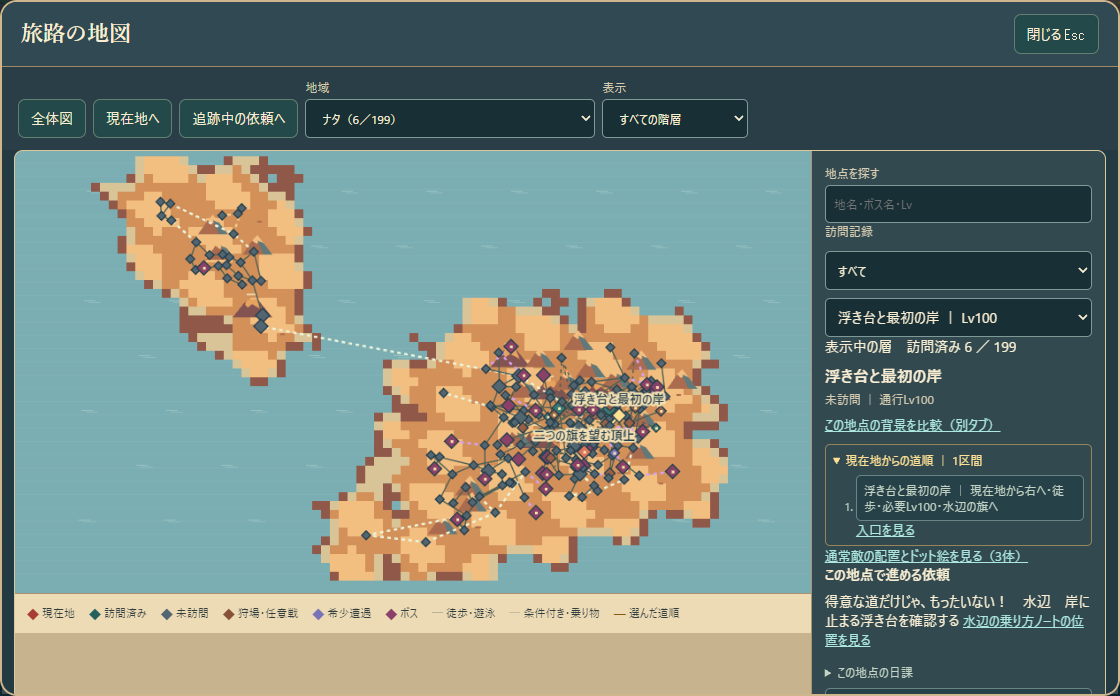 旅路の地図
閉じる Esc
全体図
現在地へ
追跡中の依頼へ
地域
ナタ（6／199）
表示
すべての階層
浮き台と最初の岸
二つの旗を望む頂上
現在地
訪問済み
未訪問
狩場・任意戦
希少遭遇
ボス
徒歩・遊泳
条件付き・乗り物
選んだ道順
地点を探す
地名・ボス名・Lv
訪問記録
すべて
浮き台と最初の岸 ｜ Lv100
表示中の層　訪問済み 6 ／ 199
浮き台と最初の岸
未訪問 ｜ 通行Lv100
この地点の背景を比較（別タブ）
▼ 現在地からの道順 ｜ 1区間
1. 浮き台と最初の岸 ｜ 現在地から右へ・徒
歩・必要Lv100・水辺の旗へ
入口を見る
通常敵の配置とドット絵を見る（3体）
この地点で進める依頼
得意な道だけじゃ、もったいない！　水辺　岸に
止まる浮き台を確認する 水辺の乗り方ノートの位
置を見る
▶ この地点の日課